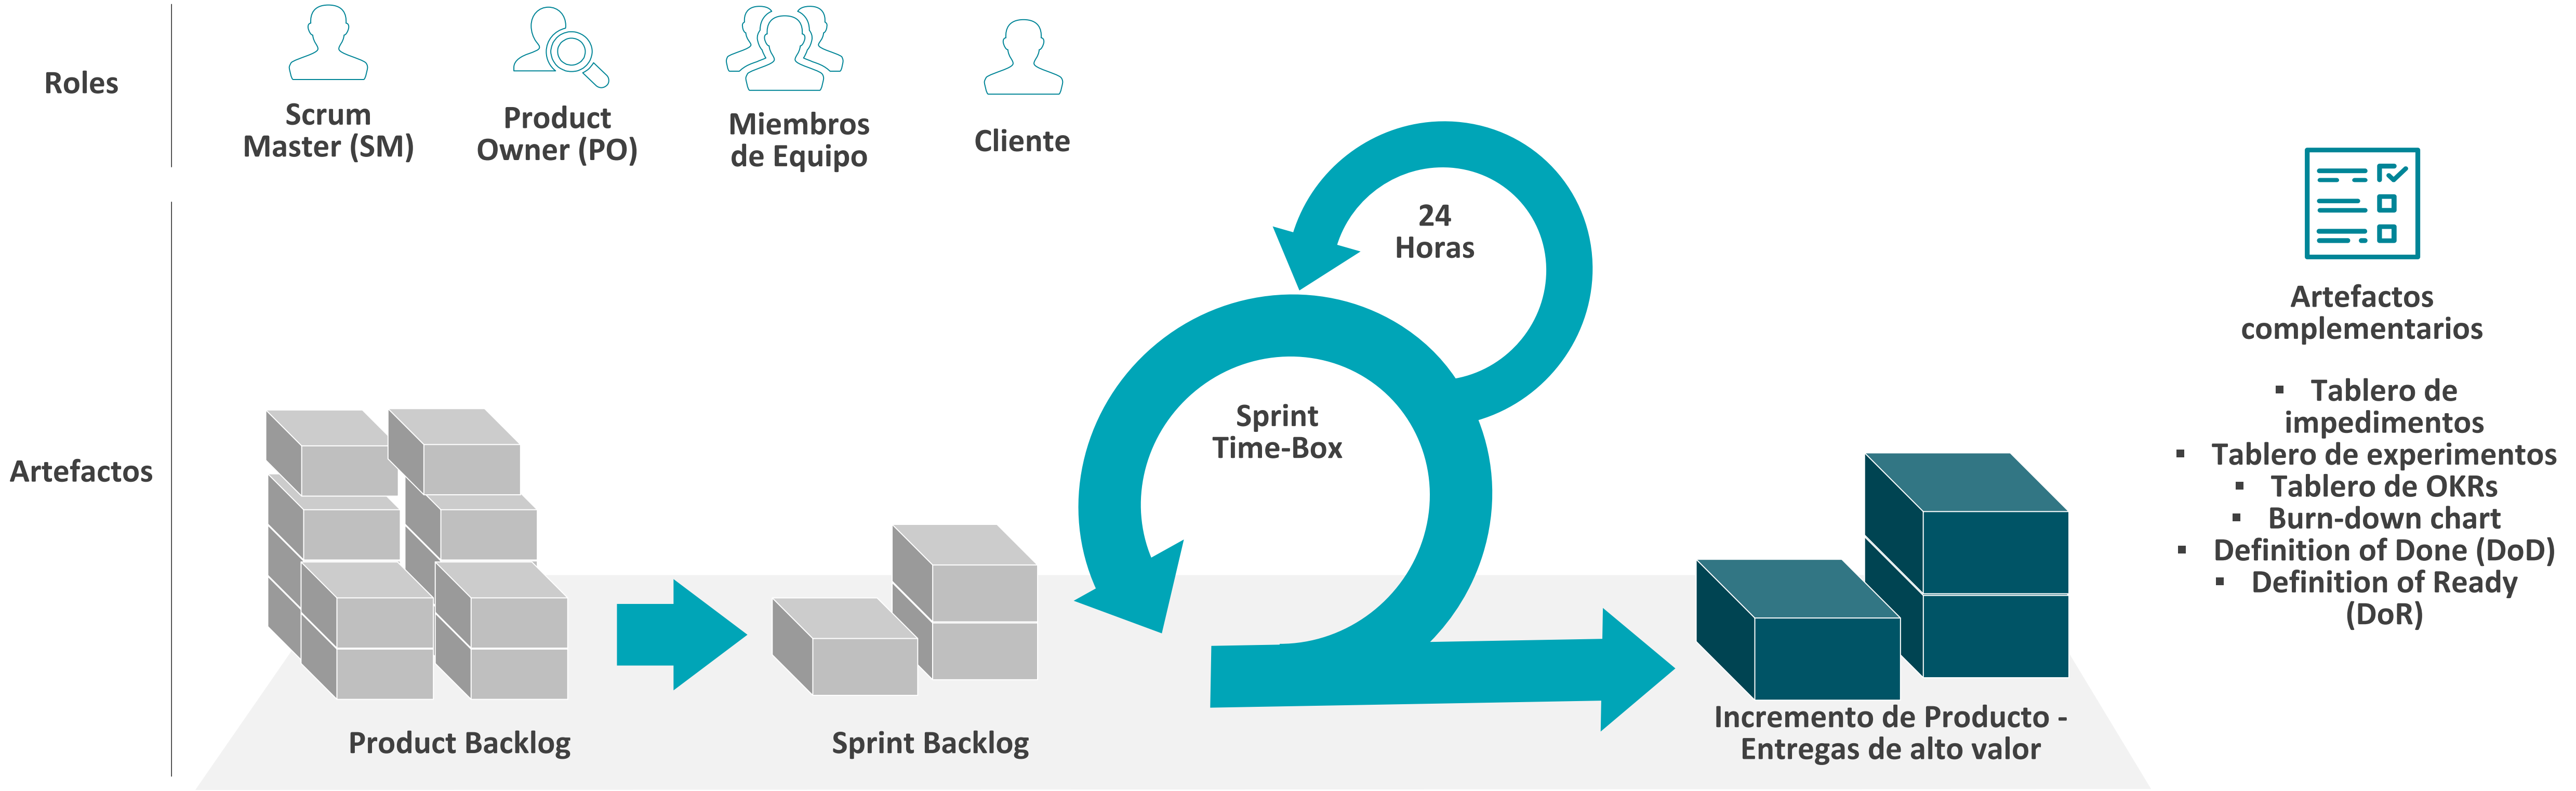 Roles
Scrum
Master (SM)
Product
Owner (PO)
Miembros
de Equipo
Cliente
Artefactos
24
Horas
Sprint
Time-Box
Product Backlog
Sprint Backlog
Incremento de Producto -
Entregas de alto valor
Artefactos
complementarios
▪ Tablero de
impedimentos
▪ Tablero de experimentos
▪ Tablero de OKRs
▪ Burn-down chart
▪ Definition of Done (DoD)
▪ Definition of Ready
(DoR)